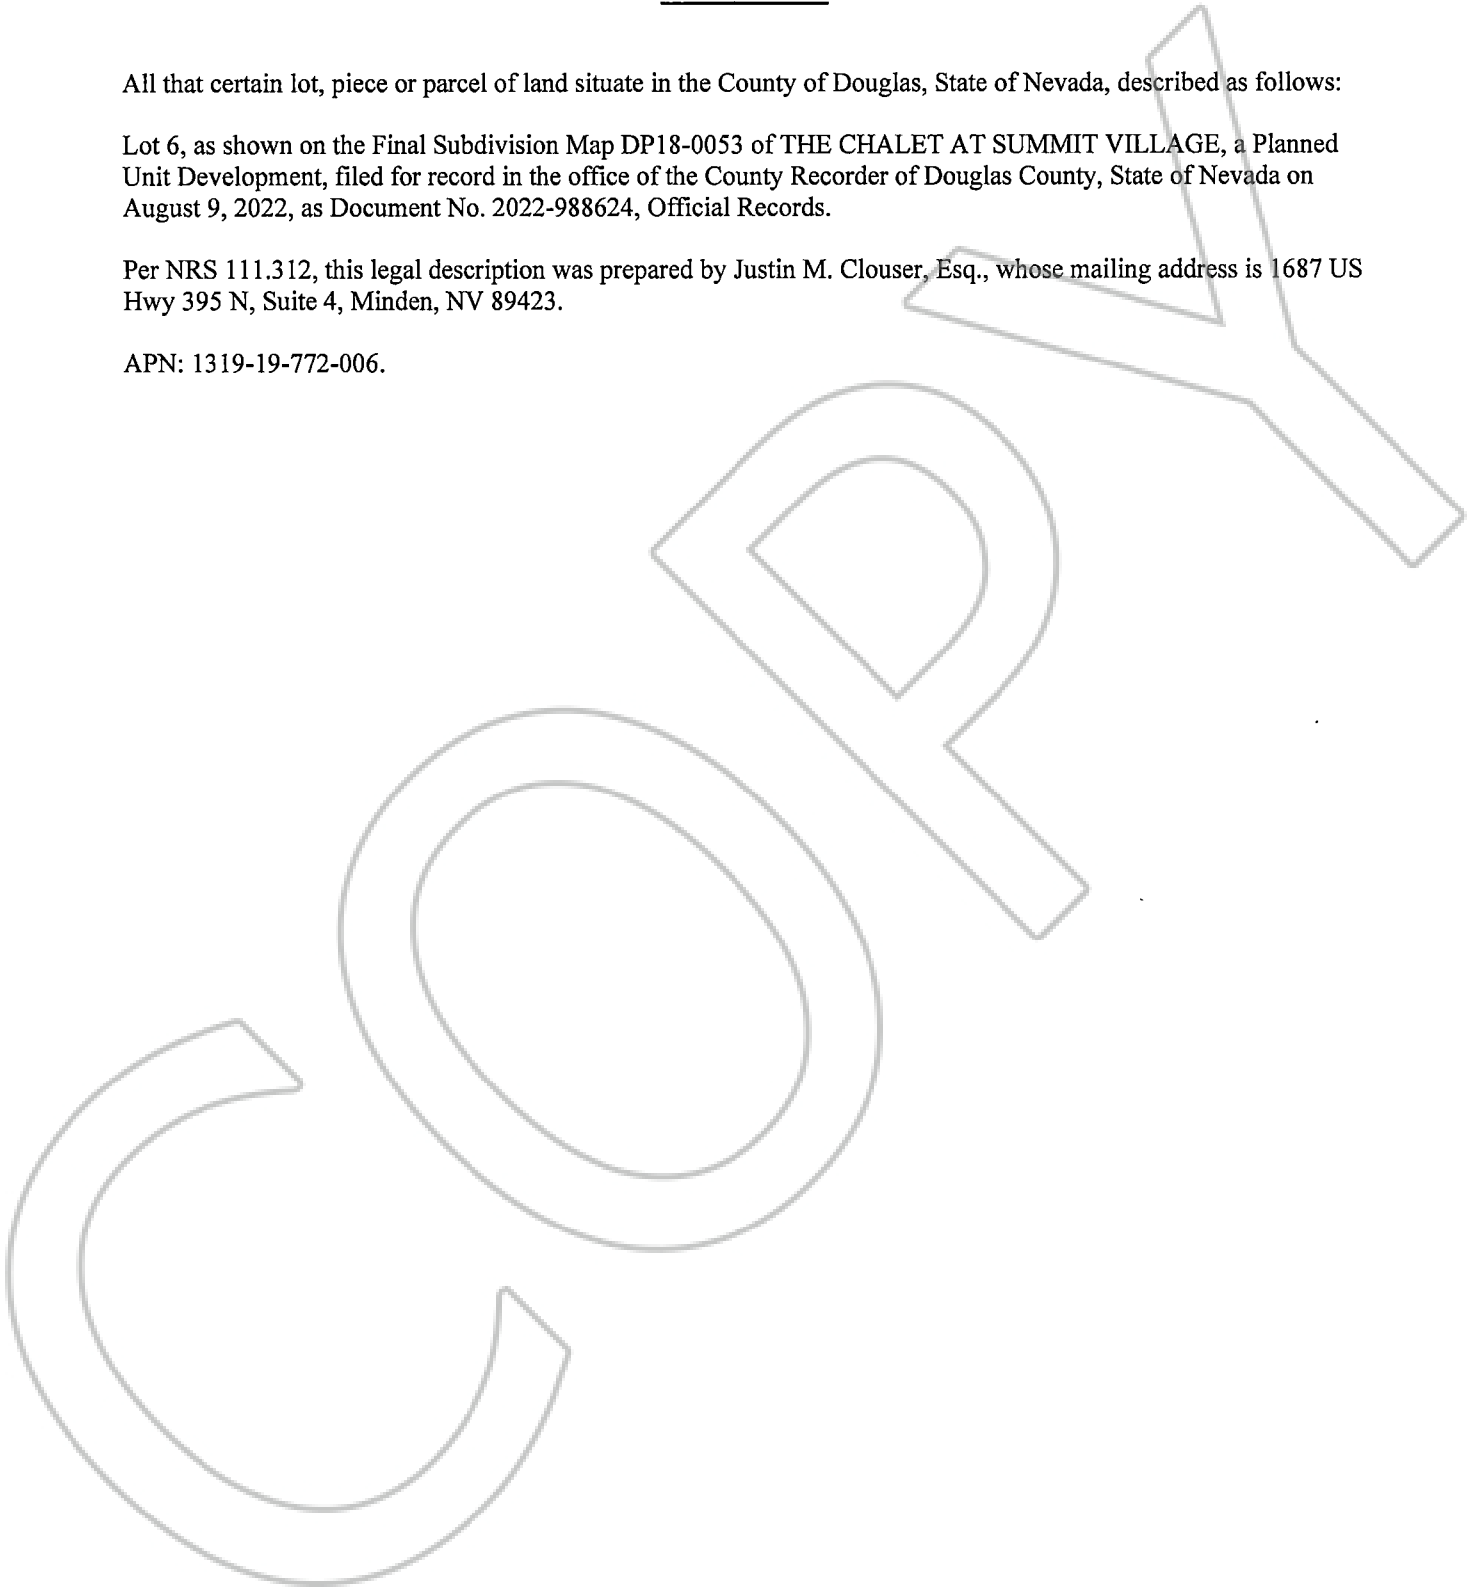 All that certain lot, piece or parcel of land situate in the County of Douglas, State of Nevada, described as follows:
Lot 6, as shown on the Final Subdivision Map DP18-0053 of THE CHALET AT SUMMIT VILLAGE, a Planned
Unit Development, filed for record in the office of the County Recorder of Douglas County, State of Nevada on
August 9, 2022, as Document No. 2022-988624, Official Records.
Per NRS 111.312, this legal description was prepared by Justin M. Clouser, Esq., whose mailing address is 1687 US
Hwy 395 N, Suite 4, Minden, NV 89423.
APN: 1319-19-772-006.
COPY